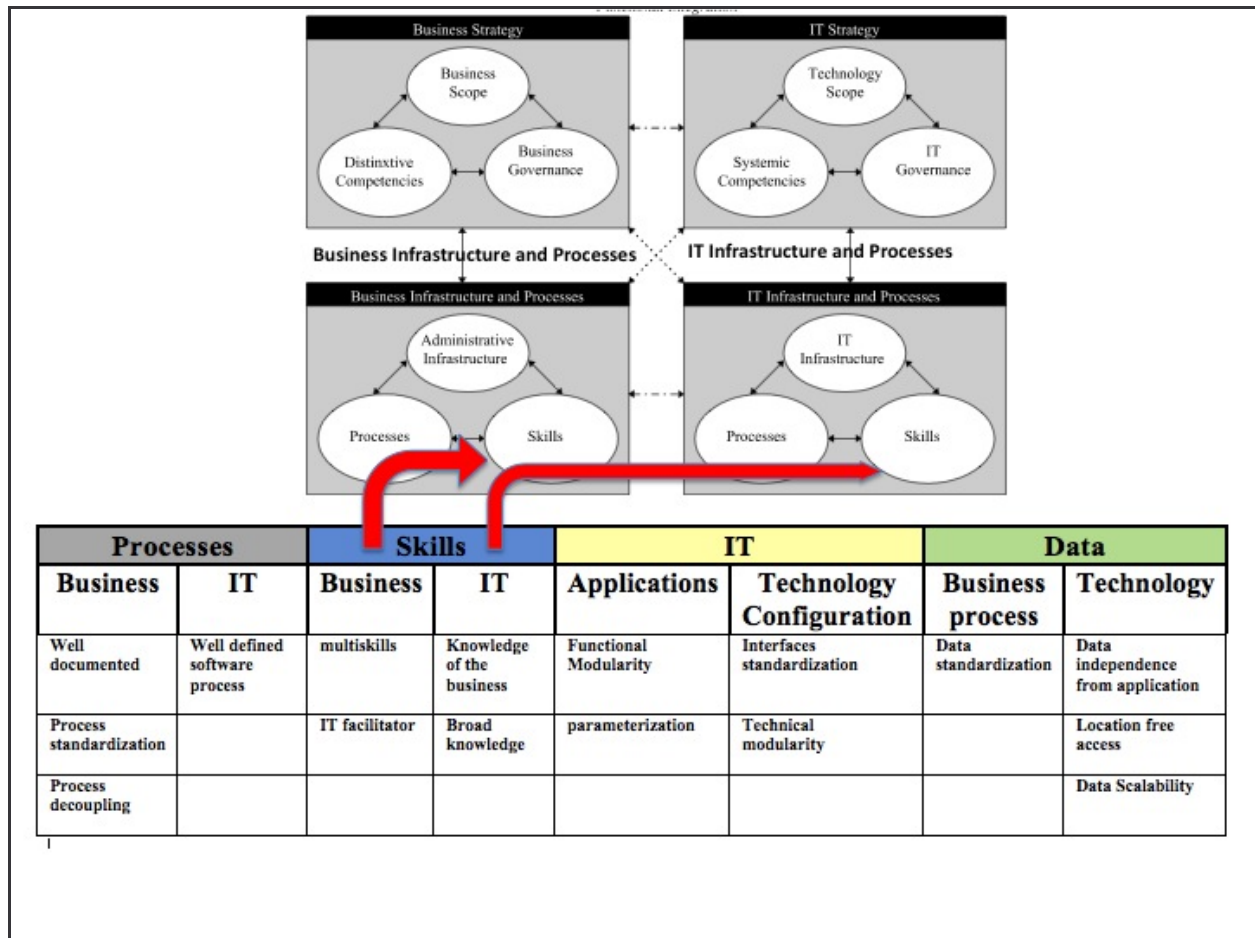 Business Strategy
IT Strategy
Business
Scope
Technology
Scope
Distinxtive
Competencies
Business
Governance
Systemic
Competencies
IT
Governance
Business Infrastructure and Processes
IT Infrastructure and Processes
Business Infrastructure and Processes
IT Infrastructure and Processes
Administrative
Infrastructure
IT
Infrastructure
Processes
Skills
Processes
Skills
Processes
Skills
IT
Data
Business
IT
Business
IT
Applications
Technology
Configuration
Business
process
Technology
Well
documented
Well defined
software
process
multiskills
Knowledge
of the
business
Functional
Modularity
Interfaces
standardization
Data
standardization
Data
independence
from application
Process
standardization
IT facilitator
Broad
knowledge
parameterization
Technical
modularity
Location free
access
Process
decoupling
Data Scalability